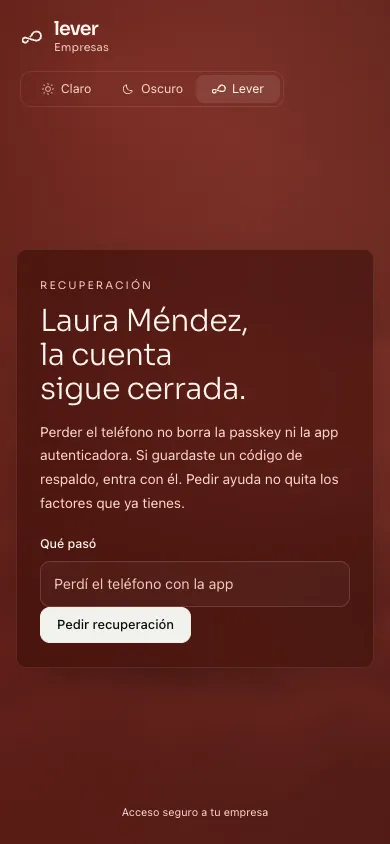 lever
Empresas
Claro
Oscuro
Lever
RECUPERACIÓN
Laura Méndez,
la cuenta
sigue cerrada.
Perder el teléfono no borra la passkey ni la app
autenticadora. Si guardaste un código de
respaldo, entra con él. Pedir ayuda no quita los
factores que ya tienes.
Qué pasó
Perdí el teléfono con la app
Pedir recuperación
Acceso seguro a tu empresa